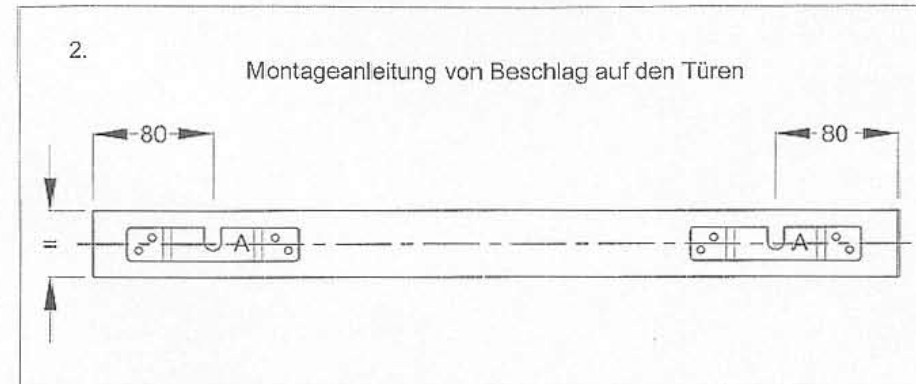 2.
Montageanleitung von Beschlag auf den Türen
80 80
=
A A